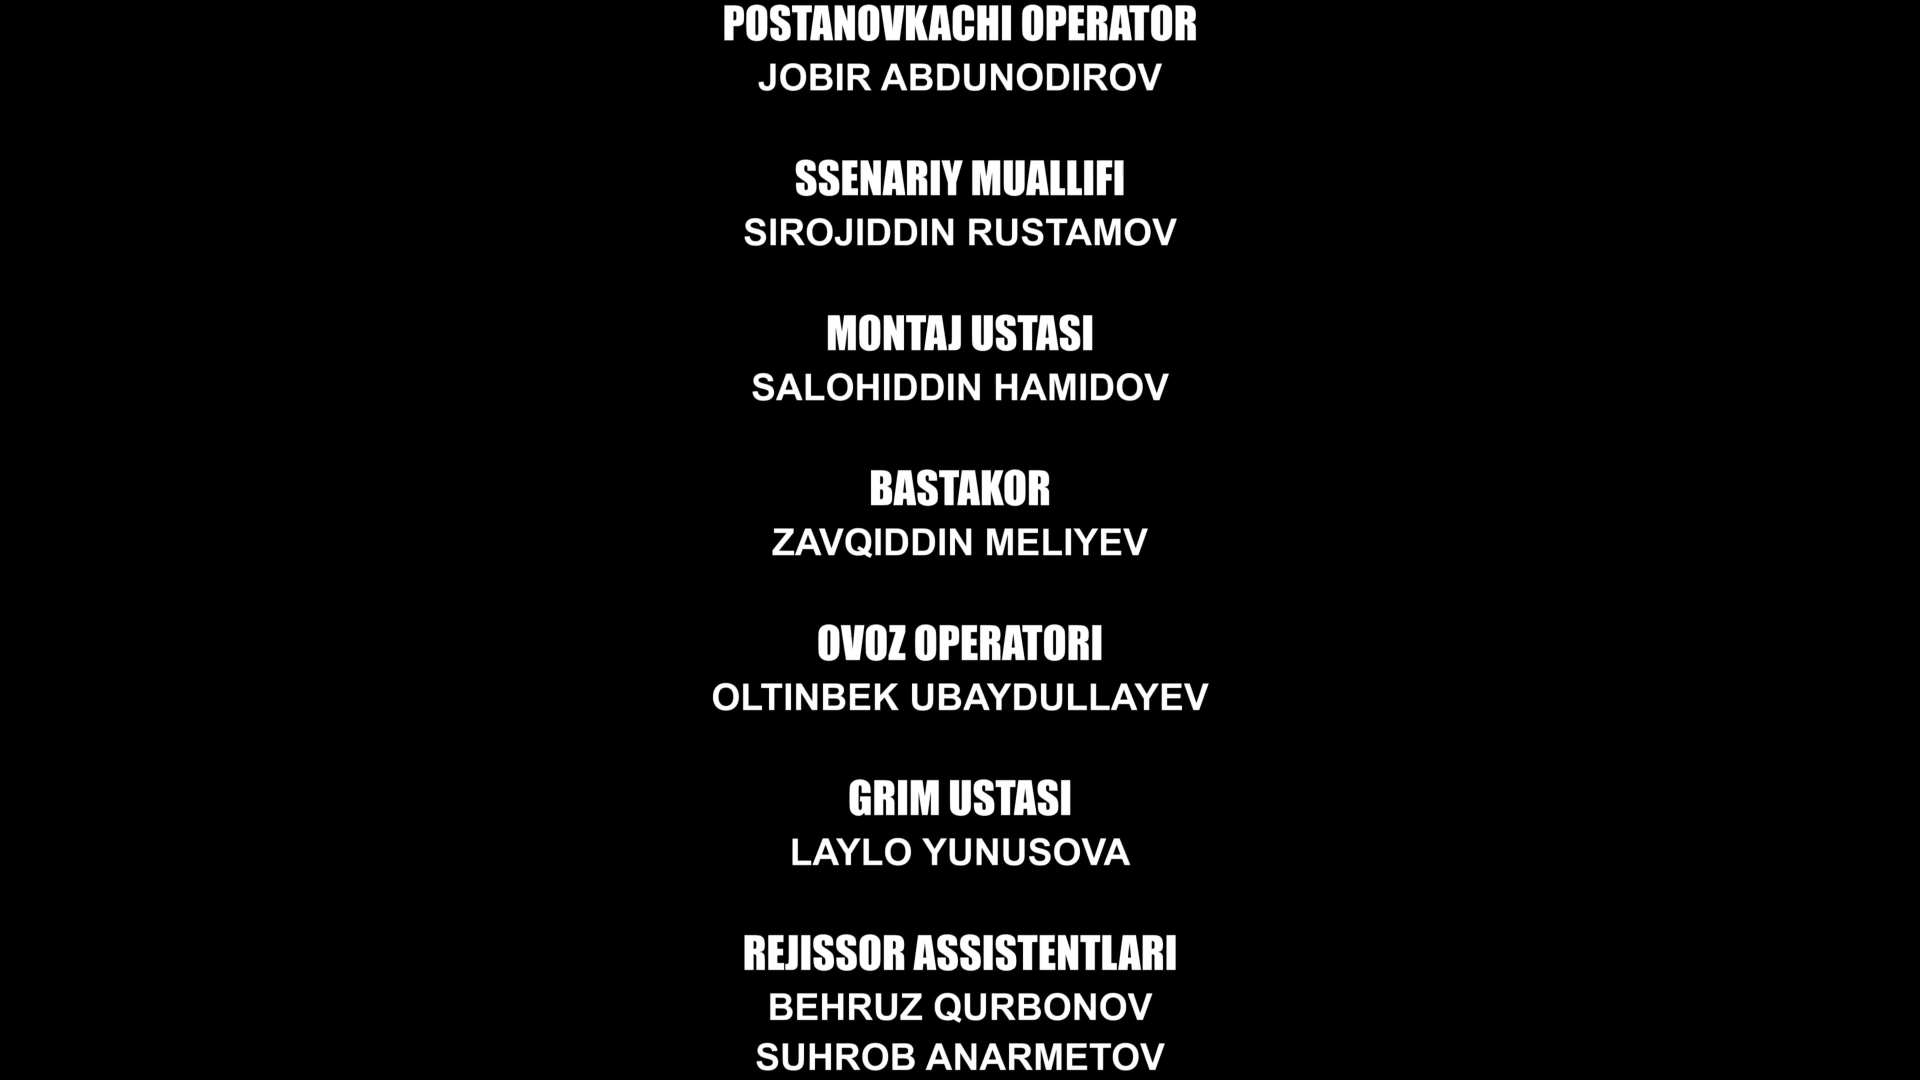 POSTANOVKACHI OPERATOR
JOBIR ABDUNODIROV
SSENARIY MUALLIFI
SIROJIDDIN RUSTAMOV
MONTAJ USTASI
SALOHIDDIN HAMIDOV
BASTAKOR
ZAVQIDDIN MELIYEV
OVOZ OPERATORI
OLTINBEK UBAYDULLAYEV
GRIM USTASI
LAYLO YUNUSOVA
REJISSOR ASSISTENTLARI
BEHRUZ QURBONOV
SUHROB ANARMETOV